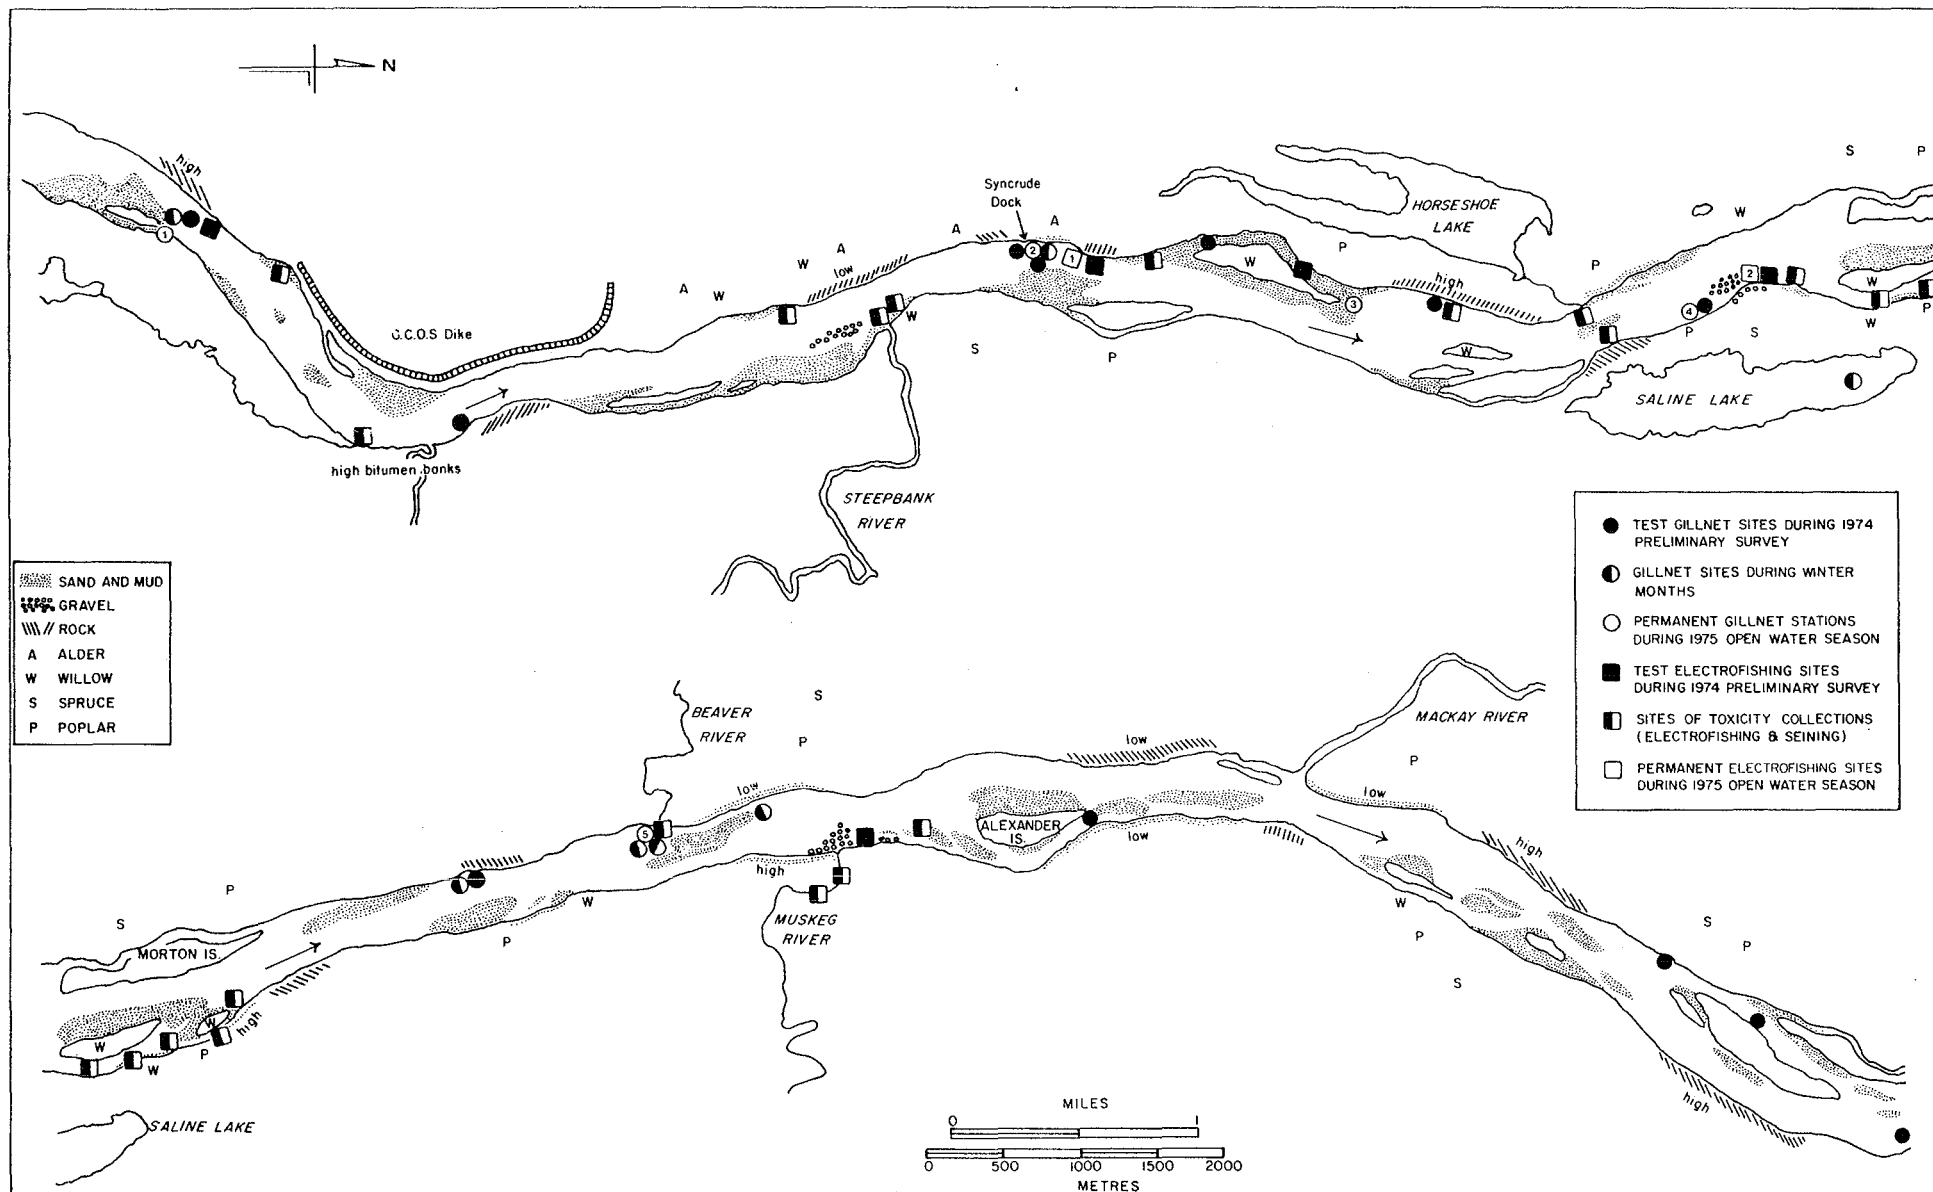 N
high
1
G.C.O.S Dike
high bitumen banks
A
W
W
A
low
A
Syncrude
Dock
A
2
1
W
STEEPBANK
RIVER
S
P
W
3
HORSESHOE
LAKE
P
high
W
P
W
S
P
2
4
P
S
W
W
P
SALINE LAKE
SAND AND MUD
GRAVEL
ROCK
A ALDER
W WILLOW
S SPRUCE
P POPLAR
TEST GILLNET SITES DURING 1974
PRELIMINARY SURVEY
GILLNET SITES DURING WINTER
MONTHS
PERMANENT GILLNET STATIONS
DURING 1975 OPEN WATER SEASON
TEST ELECTROFISHING SITES
DURING 1974 PRELIMINARY SURVEY
SITES OF TOXICITY COLLECTIONS
(ELECTROFISHING & SEINING)
PERMANENT ELECTROFISHING SITES
DURING 1975 OPEN WATER SEASON
BEAVER
RIVER
S
P
low
5
low
MACKAY RIVER
P
low
high
ALEXANDER
IS.
low
high
MUSKEG
RIVER
W
P
P
S
MORTON IS.
W
W
P
W
high
SALINE LAKE
W
P
S
S
P
high
MILES
0 1
0 500 1000 1500 2000
METRES